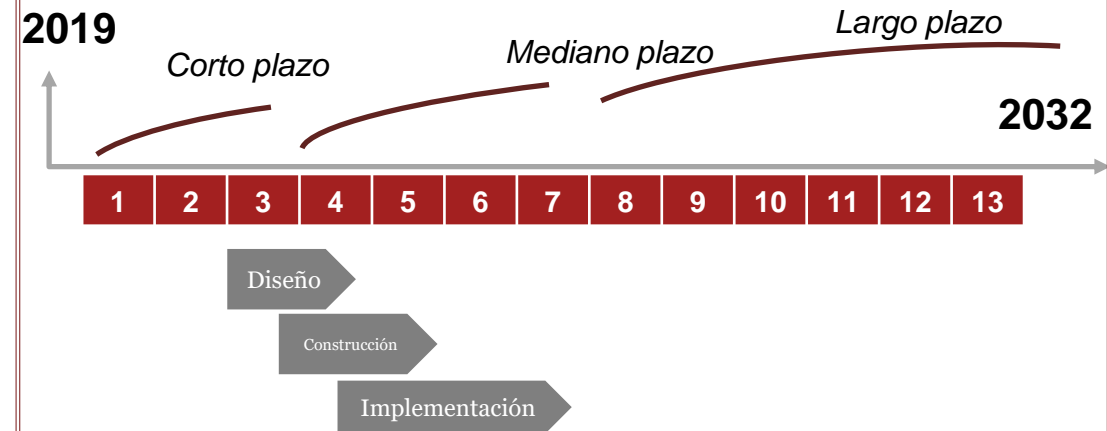 2019
Corto plazo
Mediano plazo
Largo plazo
2032
1 2 3 4 5 6 7 8 9 10 11 12 13
Diseño
Construcción
Implementación